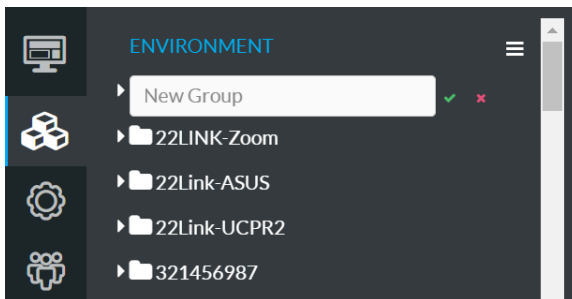 ENVIRONMENT
New Group
22LINK-Zoom
22Link-ASUS
22Link-UCPR2
321456987